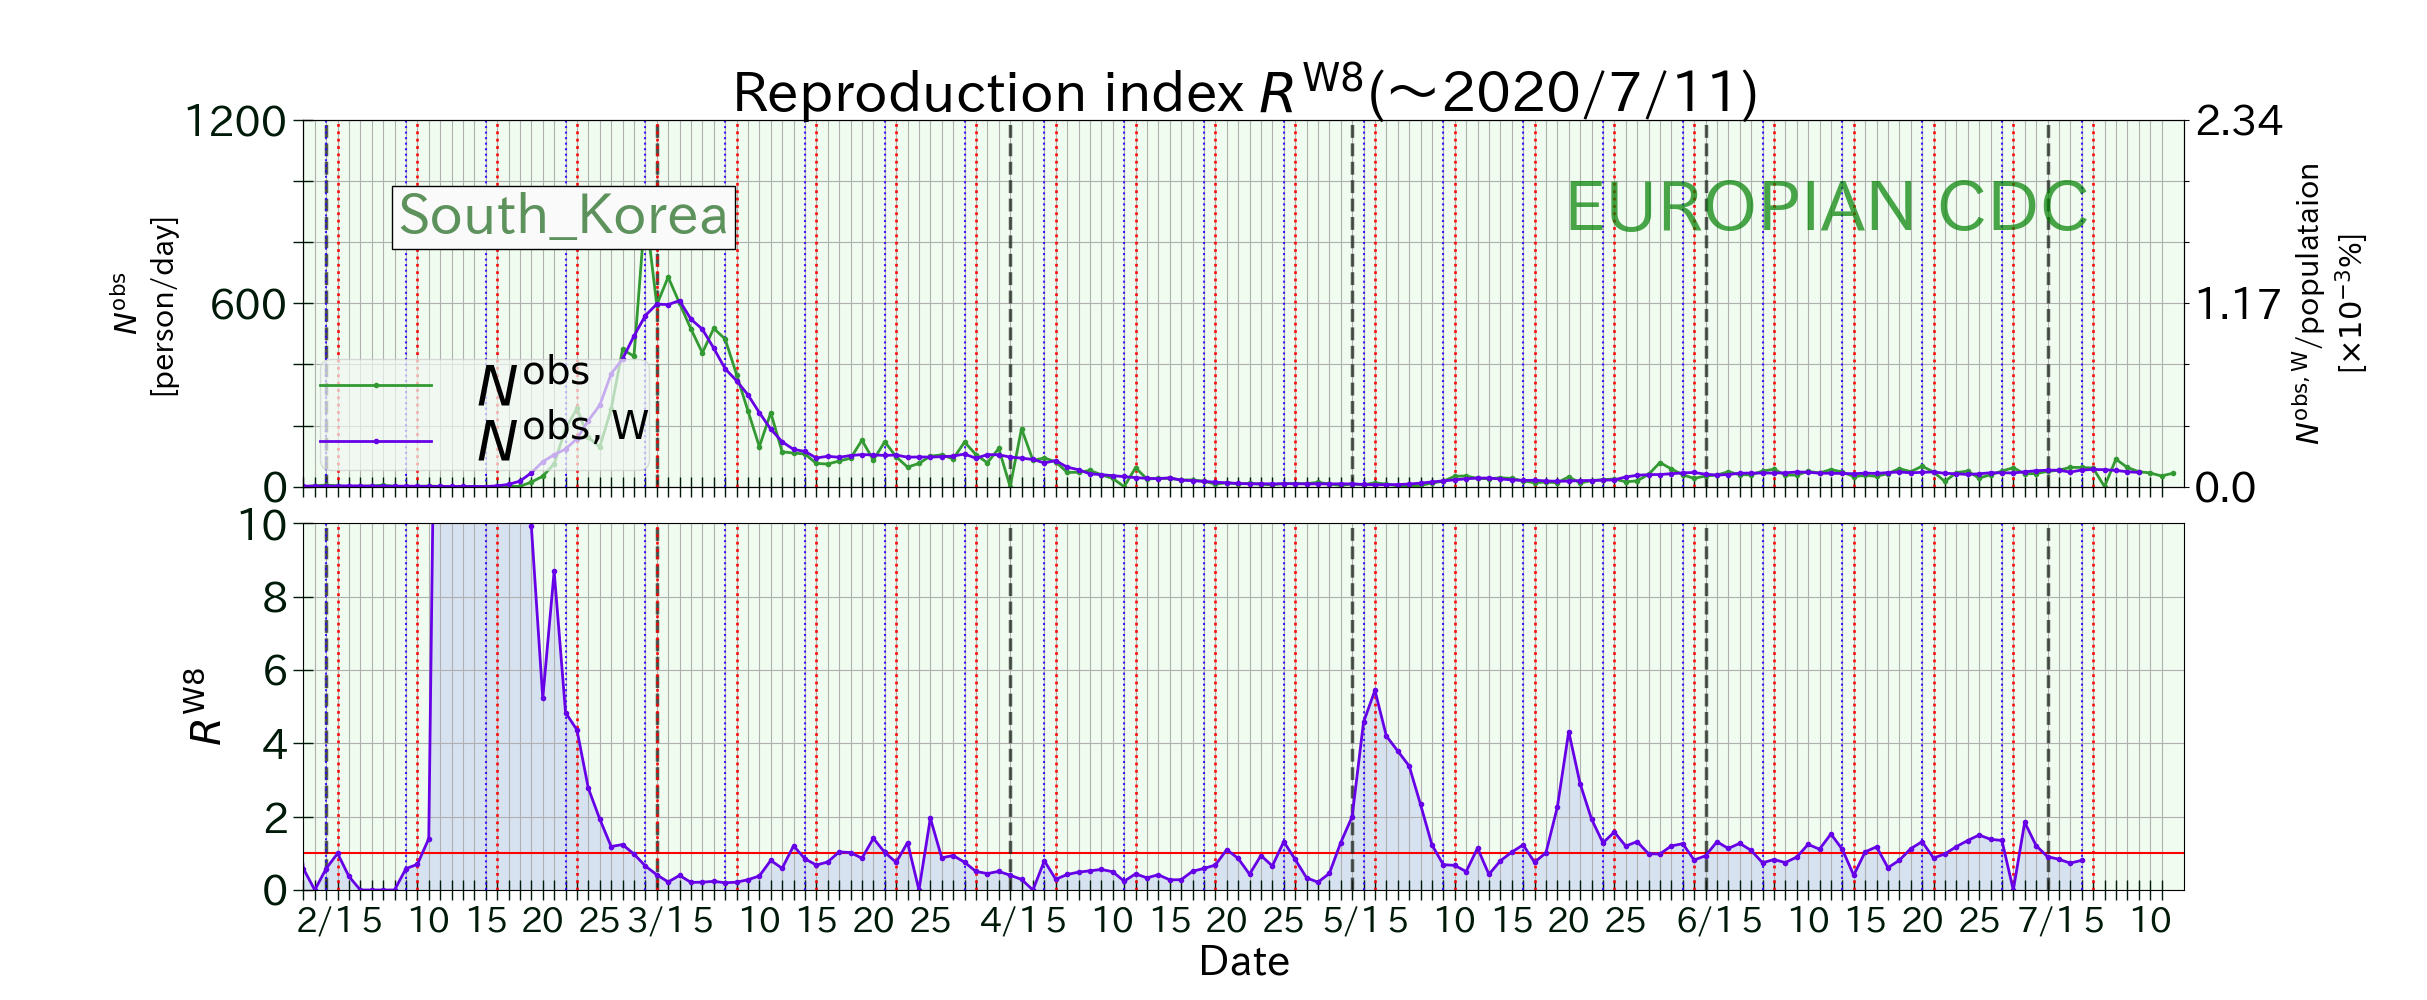 Reproduction index R^W8(～2020/7/11)
1200
600
0
N^obs
[person/day]
South_Korea
EUROPIAN CDC
N^obs
N^obs, W
2.34
1.17
0.0
N^obs, W/populataion
[×10^−3%]
10
8
6
4
2
0
R^W8
2/1 5 10 15 20 25 3/1 5 10 15 20 25 4/1 5 10 15 20 25 5/1 5 10 15 20 25 6/1 5 10 15 20 25 7/1 5 10
Date